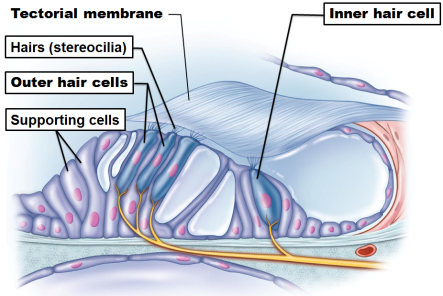 Tectorial membrane
Inner hair cell
Hairs (stereocilia)
Outer hair cells
Supporting cells